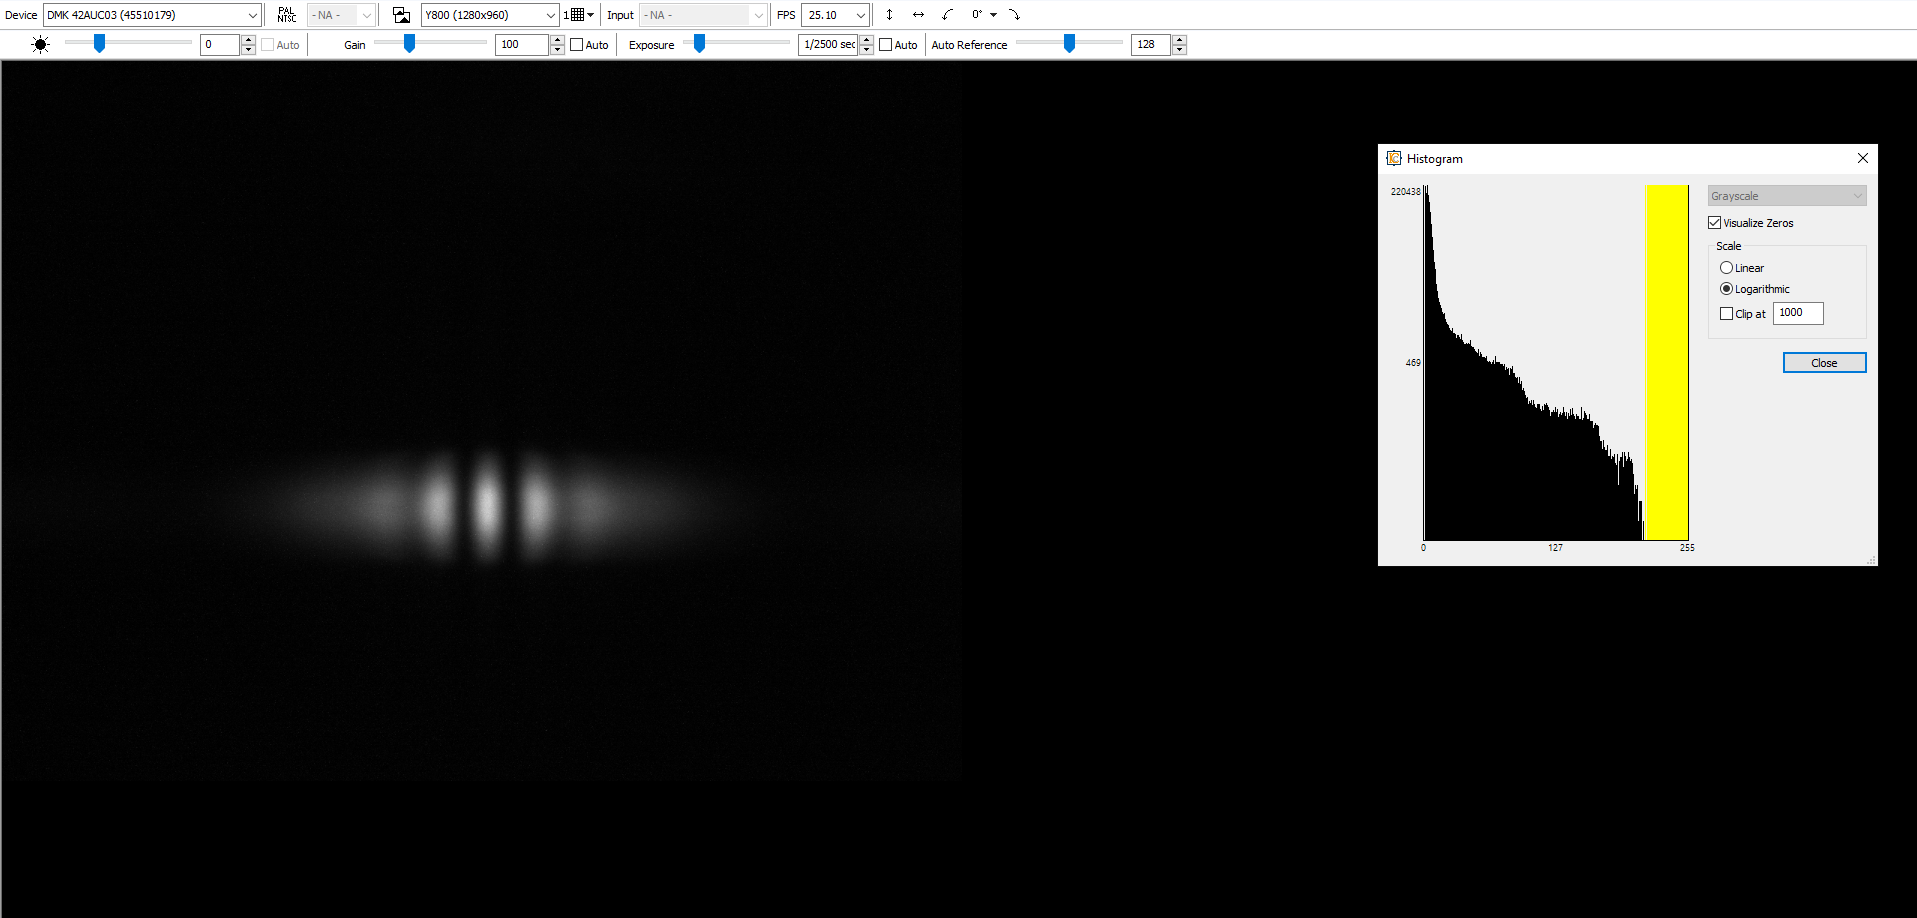 Device DMK 42AUC03 (45510179) PAL NTSC - NA - Y800 (1280x960) 1 Input - NA - FPS 25.10 0°
0 Auto Gain 100 Auto Exposure 1/2500 sec Auto Auto Reference 128
Histogram
220438
Grayscale
Visualize Zeros
Scale
Linear
Logarithmic
Clip at 1000
469
Close
0 127 255